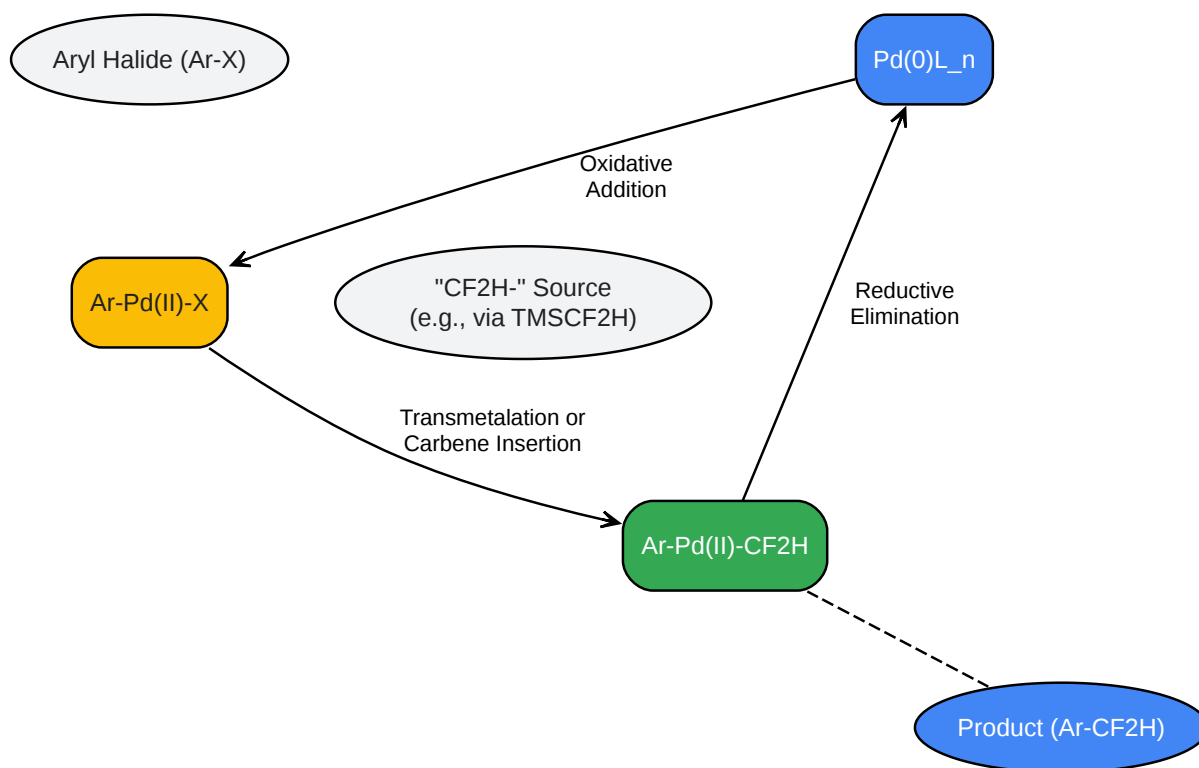 Aryl Halide (Ar-X)
Pd(0)L_n
Oxidative
Addition
Ar-Pd(II)-X
"CF2H-" Source
(e.g., via TMSCF2H)
Reductive
Elimination
Transmetalation or
Carbene Insertion
Ar-Pd(II)-CF2H
Product (Ar-CF2H)